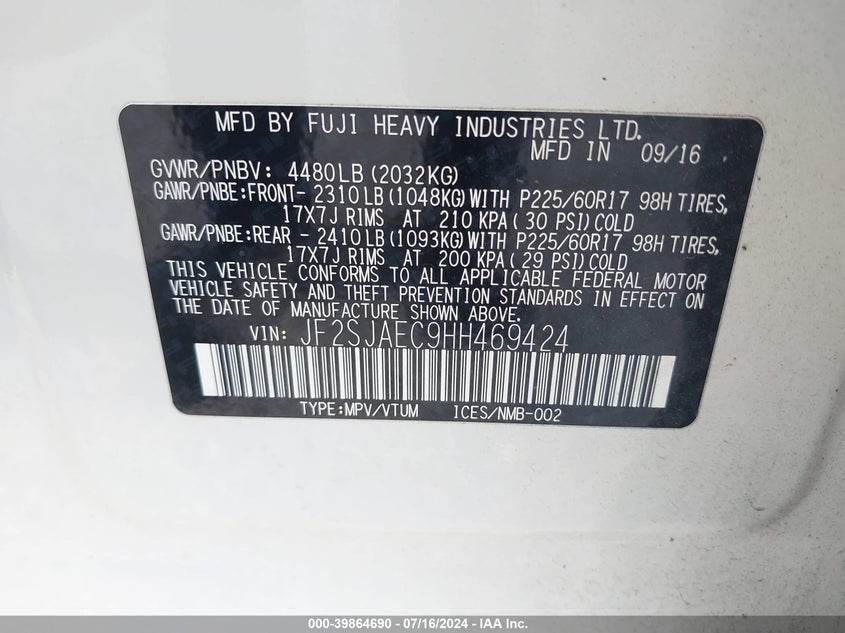 MFD BY FUJI HEAVY INDUSTRIES LTD.
MFD IN 09/16
GVWR/PNBV: 4480LB (2032KG)
GAWR/PNBE:FRONT- 2310LB (1048KG) WITH P225/60R17 98H TIRES,
17X7J RIMS AT 210 KPA ( 30 PSI) COLD
GAWR/PNBE:REAR - 2410LB (1093KG) WITH P225/60R17 98H TIRES,
17X7J RIMS AT 200 KPA ( 29 PSI) COLD
THIS VEHICLE CONFORMS TO ALL APPLICABLE FEDERAL MOTOR
VEHICLE SAFETY AND THEFT PREVENTION STANDARDS IN EFFECT ON
THE DATE OF MANUFACTURE SHOWN ABOVE.
VIN: JF2SJAEC9HH469424
TYPE:MPV/VTUM ICES/NMB-002
000-39864690 - 07/16/2024 - IAAI Inc.